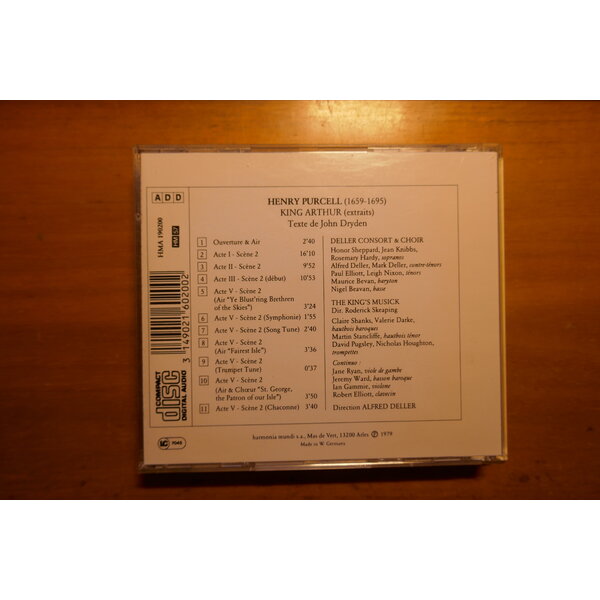 A D D
HM 57
HMA 190200
3 149021 602002
COMPACT
disc
DIGITAL AUDIO
LC 7045
HENRY PURCELL (1659-1695)
KING ARTHUR (extraits)
Texte de John Dryden
1 Ouverture & Air 2'40
2 Acte I - Scène 2 16'10
3 Acte II - Scène 2 9'52
4 Acte III - Scène 2 (début) 10'53
5 Acte V - Scène 2
(Air "Ye Blust'ring Brethren
of the Skies") 3'24
6 Acte V - Scène 2 (Symphonie) 1'55
7 Acte V - Scène 2 (Song Tune) 2'40
8 Acte V - Scène 2
(Air "Fairest Isle") 3'36
9 Acte V - Scène 2
(Trumpet Tune) 0'37
10 Acte V - Scène 2
(Air & Chœur "St. George,
the Patron of our Isle") 3'50
11 Acte V - Scène 2 (Chaconne) 3'40
DELLER CONSORT & CHOIR
Honor Sheppard, Jean Knibbs,
Rosemary Hardy, sopranos
Alfred Deller, Mark Deller, contre-ténors
Paul Elliott, Leigh Nixon, ténors
Maurice Bevan, baryton
Nigel Beavan, basse
THE KING'S MUSICK
Dir. Roderick Skeaping
Claire Shanks, Valerie Darke,
hautbois baroques
Martin Stancliffe, hautbois ténor
David Pugsley, Nicholas Houghton,
trompettes
Continuo :
Jane Ryan, viole de gambe
Jeremy Ward, basson baroque
Ian Gammie, violone
Robert Elliott, clavecin
Direction ALFRED DELLER
harmonia mundi s.a., Mas de Vert, 13200 Arles ℗ 1979
Made in W. Germany